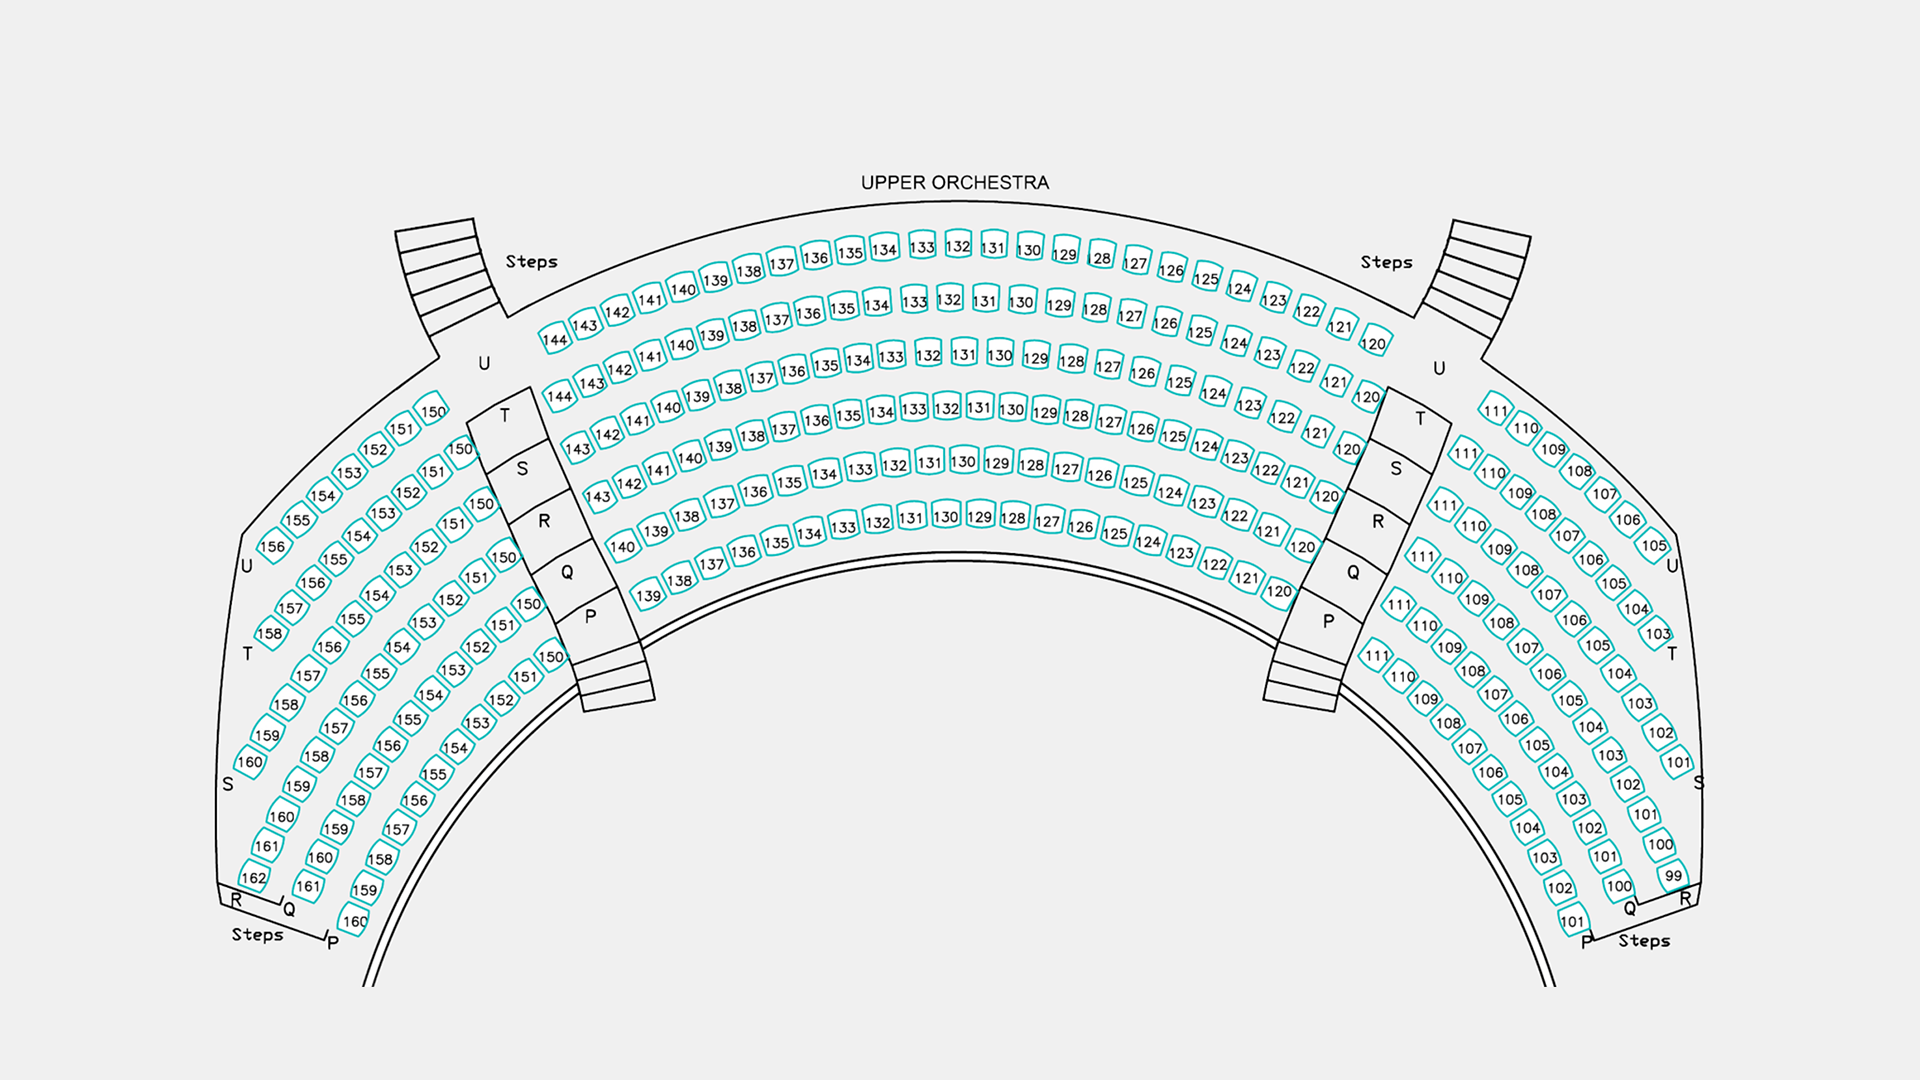 UPPER ORCHESTRA
Steps
Steps
144 143 142 141 140 139 138 137 136 135 134 133 132 131 130 129 128 127 126 125 124 123 122 121 120
U 156 155 154 153 152 151 150 U
U 111 110 109 108 107 106 105 U
144 143 142 141 140 139 138 137 136 135 134 133 132 131 130 129 128 127 126 125 124 123 122 121 120
T 158 157 156 155 154 153 152 151 150 T
T 111 110 109 108 107 106 105 104 103 T
143 142 141 140 139 138 137 136 135 134 133 132 131 130 129 128 127 126 125 124 123 122 121 120
S 160 159 158 157 156 155 154 153 152 151 150 S
S 111 110 109 108 107 106 105 104 103 102 101 S
143 142 141 140 139 138 137 136 135 134 133 132 131 130 129 128 127 126 125 124 123 122 121 120
R 162 161 160 159 158 157 156 155 154 153 152 151 150 R
R 111 110 109 108 107 106 105 104 103 102 101 100 99 R
140 139 138 137 136 135 134 133 132 131 130 129 128 127 126 125 124 123 122 121 120
Q 161 160 159 158 157 156 155 154 153 152 151 150 Q
Q 111 110 109 108 107 106 105 104 103 102 101 100 Q
139 138 137 136 135 134 133 132 131 130 129 128 127 126 125 124 123 122 121 120
P 160 159 158 157 156 155 154 153 152 151 150 P
P 111 110 109 108 107 106 105 104 103 102 101 P
Steps
Steps